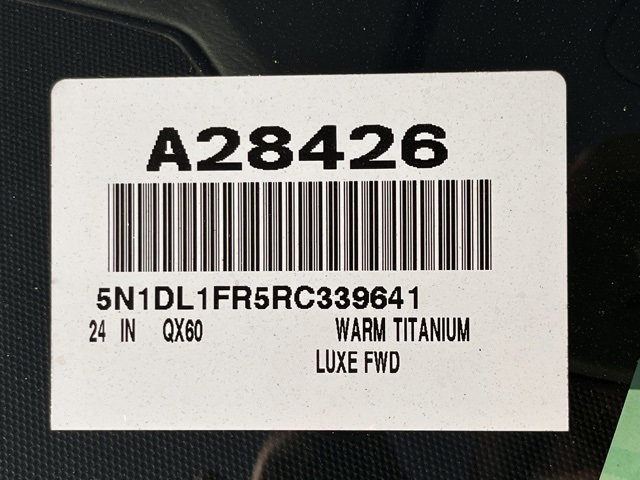 A28426
5N1DL1FR5RC339641
24 IN QX60 WARM TITANIUM
LUXE FWD